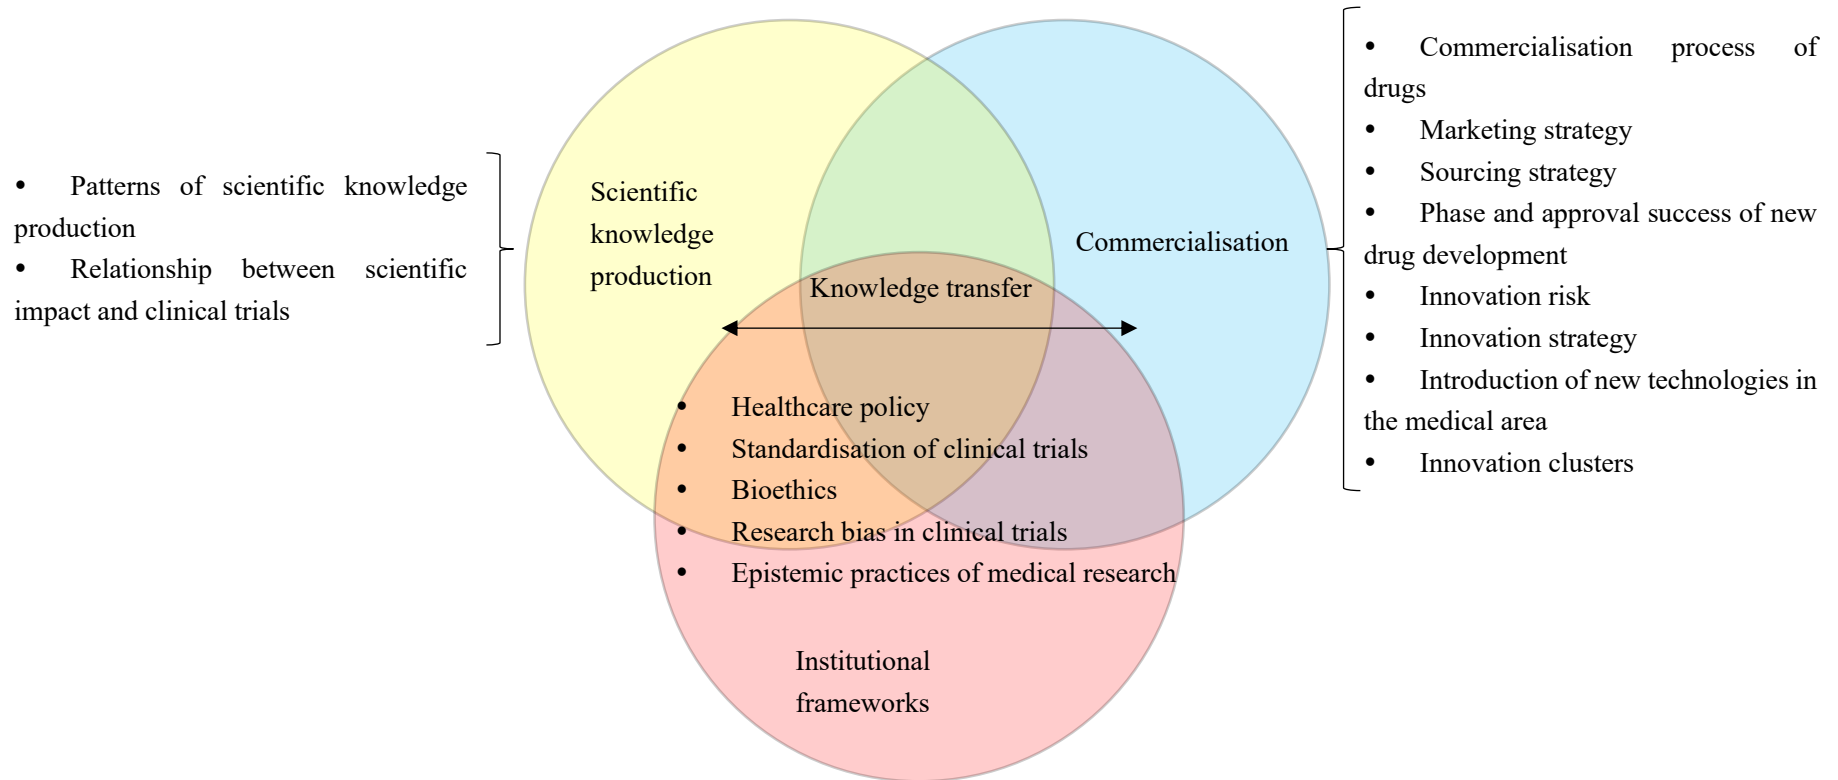 • Patterns of scientific knowledge
production
• Relationship between scientific
impact and clinical trials
Scientific
knowledge
production
Commercialisation
Knowledge transfer
• Healthcare policy
• Standardisation of clinical trials
• Bioethics
• Research bias in clinical trials
• Epistemic practices of medical research
Institutional
frameworks
• Commercialisation process of
drugs
• Marketing strategy
• Sourcing strategy
• Phase and approval success of new
drug development
• Innovation risk
• Innovation strategy
• Introduction of new technologies in
the medical area
• Innovation clusters